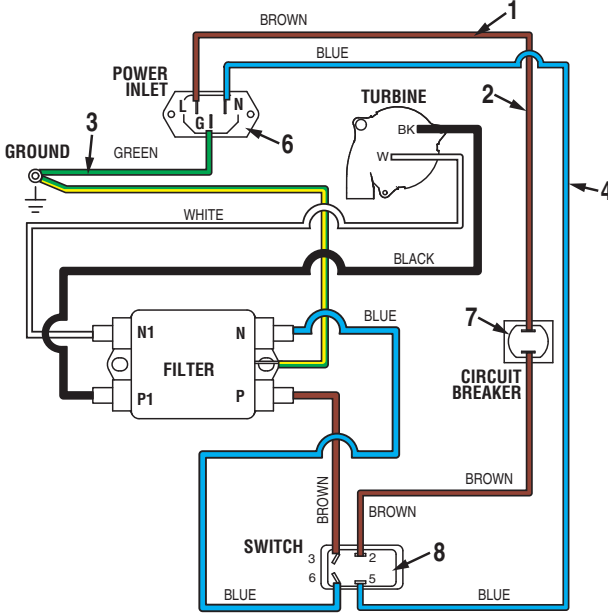 BROWN
1
BLUE
POWER
INLET
L
N
G
TURBINE
2
BK
W
3
6
GROUND
GREEN
4
WHITE
BLACK
7
BLUE
N1
N
FILTER
P1
P
CIRCUIT
BREAKER
BROWN
BROWN
BROWN
SWITCH
3
2
8
6
5
BLUE
BLUE